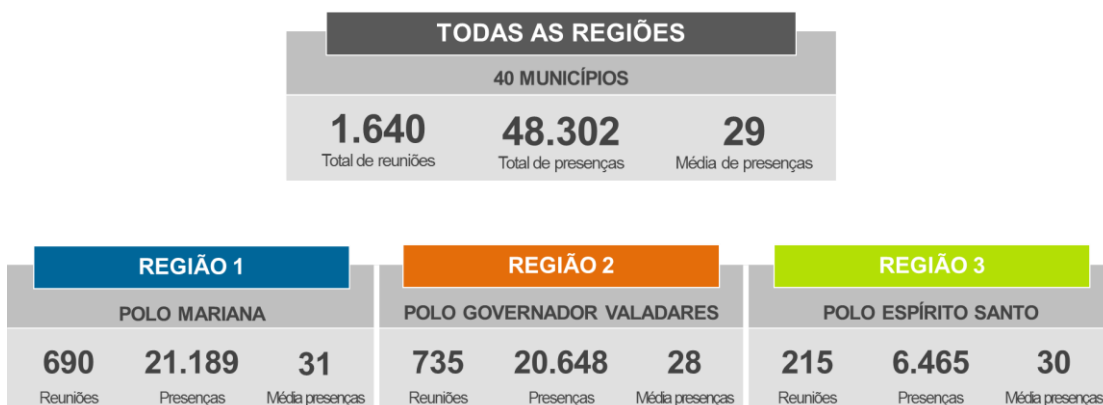 TODAS AS REGIÕES
40 MUNICÍPIOS
1.640 48.302 29
Total de reuniões Total de presenças Média de presenças
REGIÃO 1 REGIÃO 2 REGIÃO 3
POLO MARIANA POLO GOVERNADOR VALADARES POLO ESPÍRITO SANTO
690 21.189 31 735 20.648 28 215 6.465 30
Reuniões Presenças Média presenças Reuniões Presenças Média presenças Reuniões Presenças Média presenças